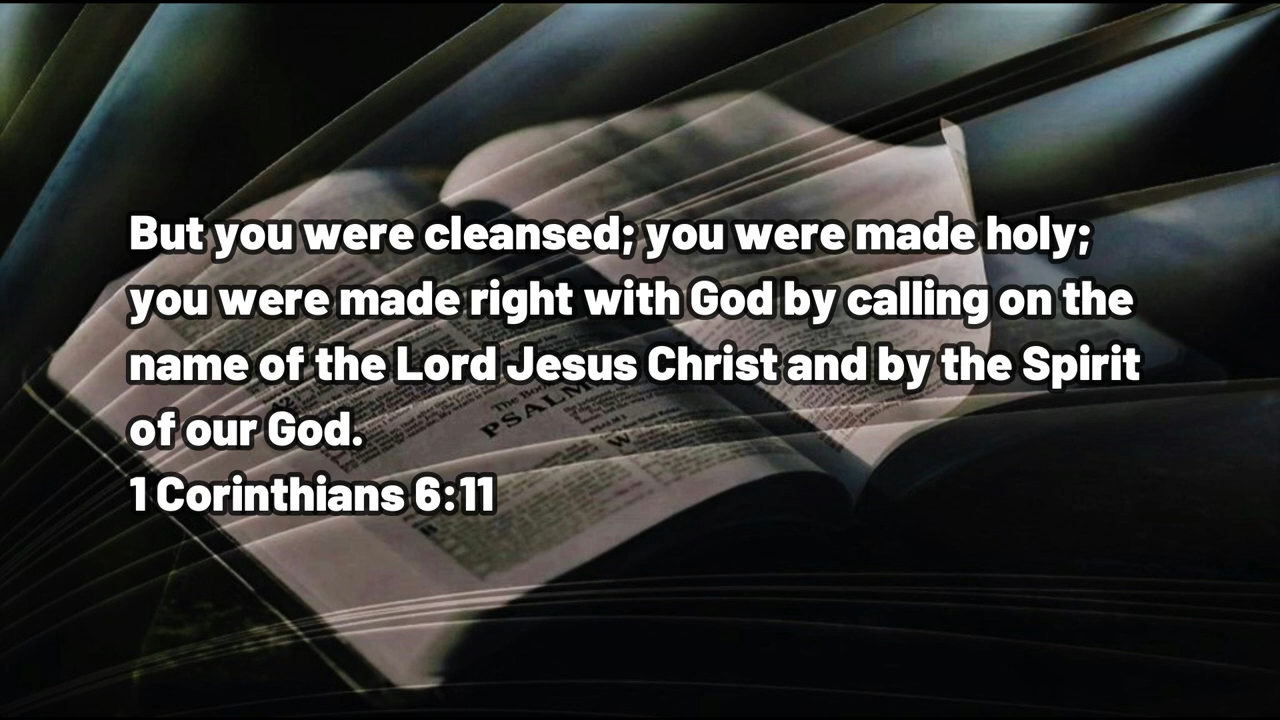 But you were cleansed; you were made holy;
you were made right with God by calling on the
name of the Lord Jesus Christ and by the Spirit
of our God.
1 Corinthians 6:11
PSALM